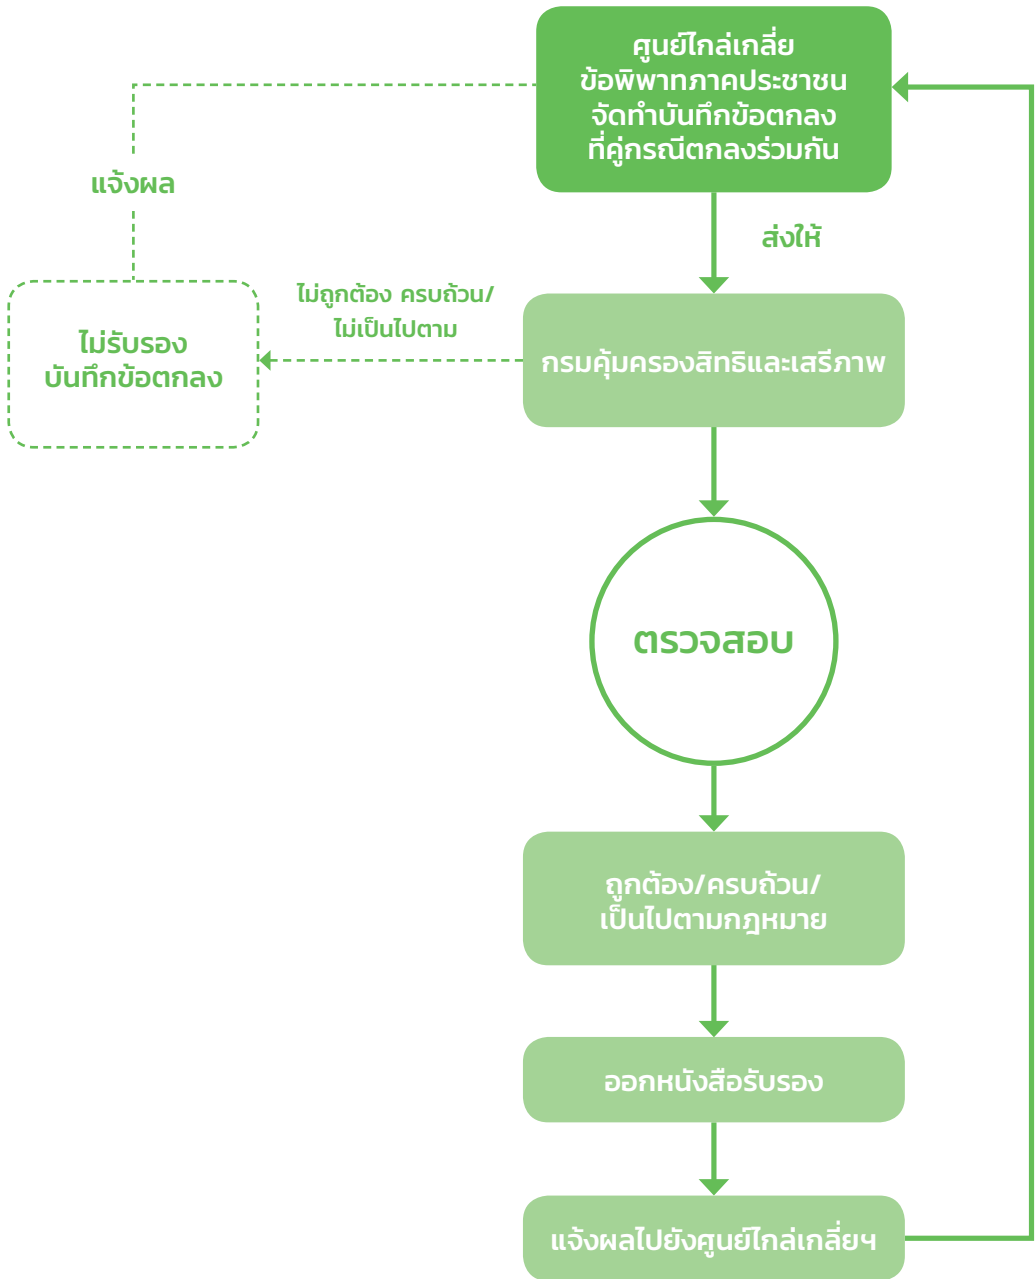 ศูนย์ไกล่เกลี่ย
ข้อพิพาทภาคประชาชน
จัดทำบันทึกข้อตกลง
ที่คู่กรณีตกลงร่วมกัน
แจ้งผล
ส่งให้
ไม่ถูกต้อง ครบถ้วน/
ไม่เป็นไปตาม
ไม่รับรอง
บันทึกข้อตกลง
กรมคุ้มครองสิทธิและเสรีภาพ
ตรวจสอบ
ถูกต้อง/ครบถ้วน/
เป็นไปตามกฎหมาย
ออกหนังสือรับรอง
แจ้งผลไปยังศูนย์ไกล่เกลี่ยฯ